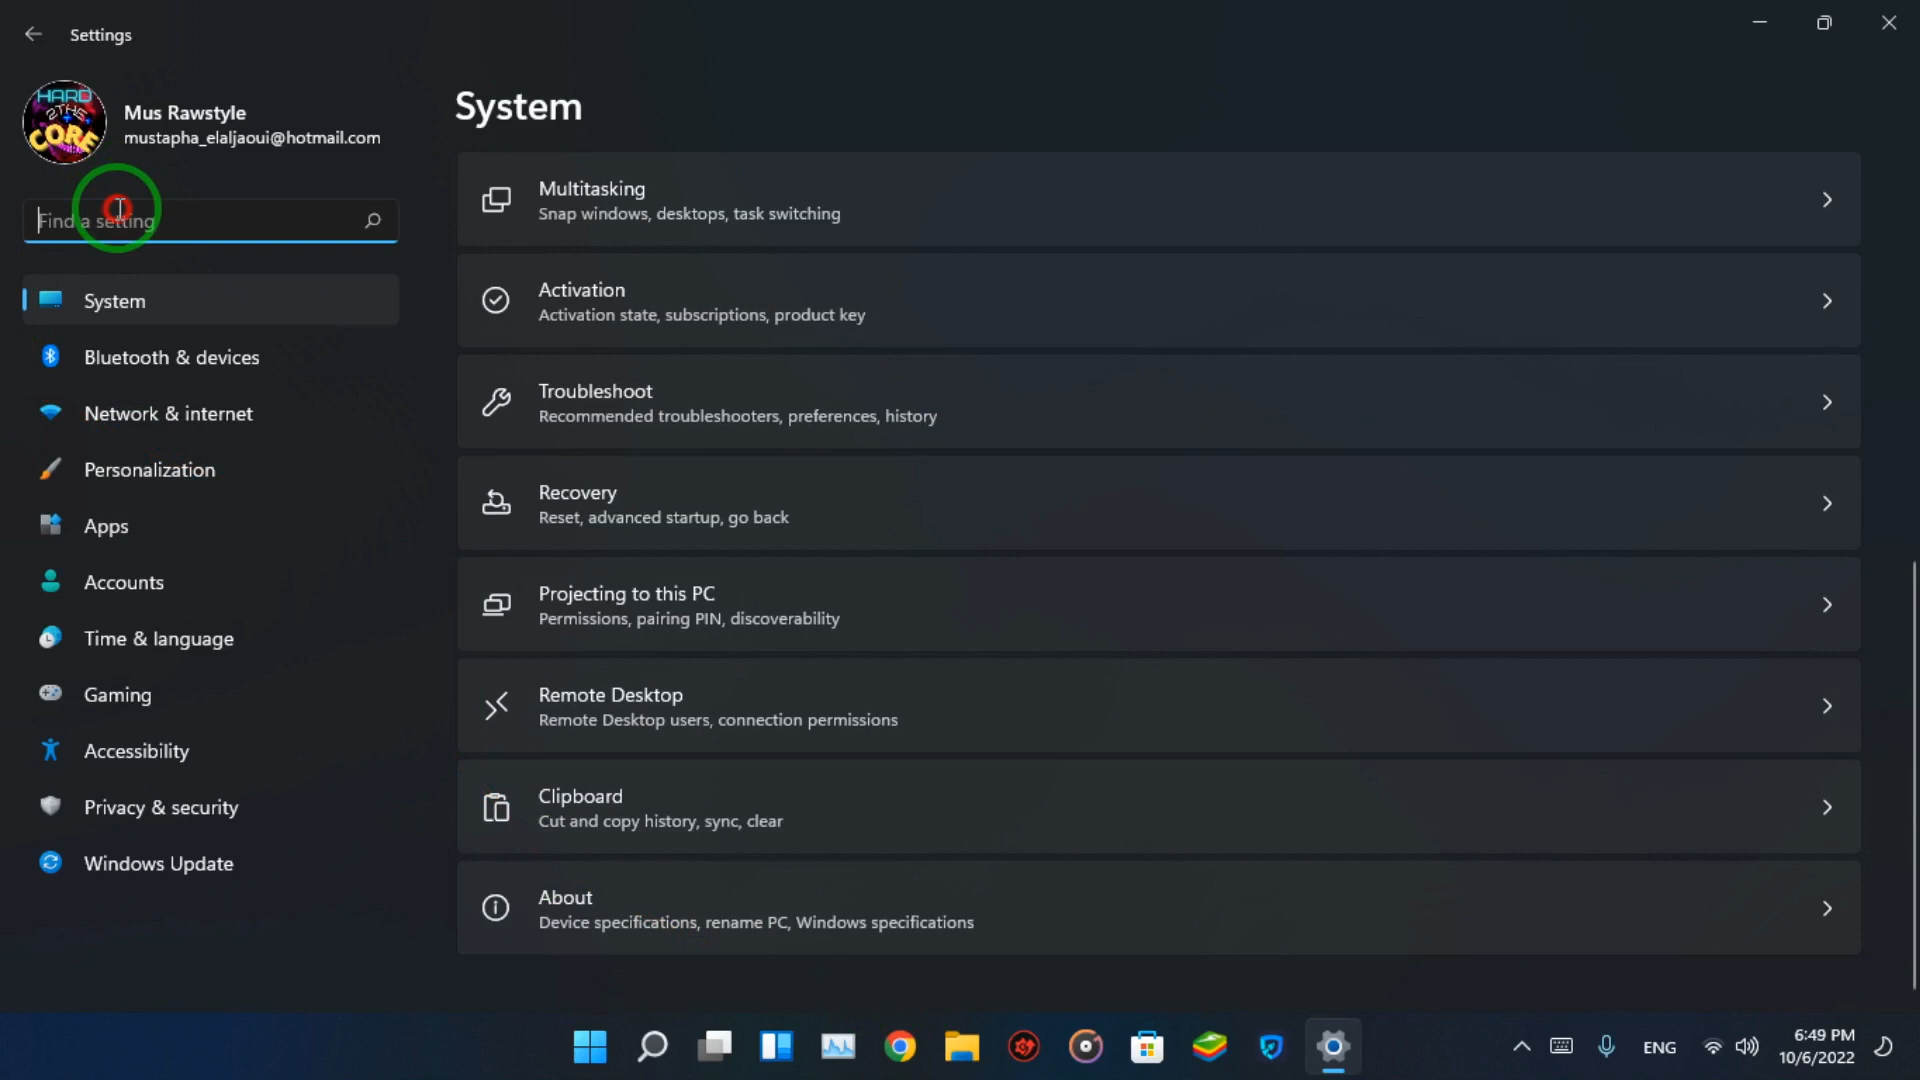 Settings
HARD
2THE
CORE
Mus Rawstyle
mustapha_elaljaoui@hotmail.com
Find a setting
System
Bluetooth & devices
Network & internet
Personalization
Apps
Accounts
Time & language
Gaming
Accessibility
Privacy & security
Windows Update
System
Multitasking
Snap windows, desktops, task switching
Activation
Activation state, subscriptions, product key
Troubleshoot
Recommended troubleshooters, preferences, history
Recovery
Reset, advanced startup, go back
Projecting to this PC
Permissions, pairing PIN, discoverability
Remote Desktop
Remote Desktop users, connection permissions
Clipboard
Cut and copy history, sync, clear
About
Device specifications, rename PC, Windows specifications
ENG
6:49 PM
10/6/2022